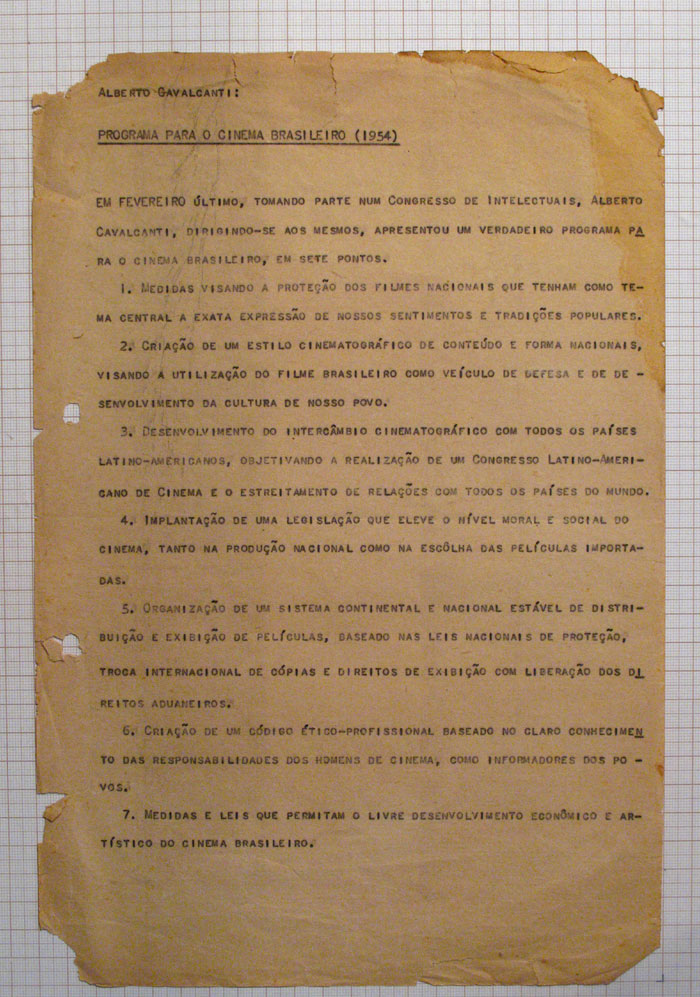 ALBERTO CAVALCANTI:
PROGRAMA PARA O CINEMA BRASILEIRO (1954)
EM FEVEREIRO ÚLTIMO, TOMANDO PARTE NUM CONGRESSO DE INTELECTUAIS, ALBERTO
CAVALCANTI, DIRIGINDO-SE AOS MESMOS, APRESENTOU UM VERDADEIRO PROGRAMA PA
RA O CINEMA BRASILEIRO, EM SETE PONTOS.
1. MEDIDAS VISANDO A PROTEÇÃO DOS FILMES NACIONAIS QUE TENHAM COMO TE-
MA CENTRAL A EXATA EXPRESSÃO DE NOSSOS SENTIMENTOS E TRADIÇÕES POPULARES.
2. CRIAÇÃO DE UM ESTILO CINEMATOGRÁFICO DE CONTEÚDO E FORMA NACIONAIS,
VISANDO A UTILIZAÇÃO DO FILME BRASILEIRO COMO VEÍCULO DE DEFESA E DE DE-
SENVOLVIMENTO DA CULTURA DE NOSSO POVO.
3. DESENVOLVIMENTO DO INTERCÂMBIO CINEMATOGRÁFICO COM TODOS OS PAÍSES
LATINO-AMERICANOS, OBJETIVANDO A REALIZAÇÃO DE UM CONGRESSO LATINO-AMERI-
CANO DE CINEMA E O ESTREITAMENTO DE RELAÇÕES COM TODOS OS PAÍSES DO MUNDO.
4. IMPLANTAÇÃO DE UMA LEGISLAÇÃO QUE ELEVE O NÍVEL MORAL E SOCIAL DO
CINEMA, TANTO NA PRODUÇÃO NACIONAL COMO NA ESCÔLHA DAS PELÍCULAS IMPORTA-
DAS.
5. ORGANIZAÇÃO DE UM SISTEMA CONTINENTAL E NACIONAL ESTÁVEL DE DISTRI-
BUIÇÃO E EXIBIÇÃO DE PELÍCULAS, BASEADO NAS LEIS NACIONAIS DE PROTEÇÃO,
TROCA INTERNACIONAL DE CÓPIAS E DIREITOS DE EXIBIÇÃO COM LIBERAÇÃO DOS DI
REITOS ADUANEIROS.
6. CRIAÇÃO DE UM CÓDIGO ÉTICO-PROFISSIONAL BASEADO NO CLARO CONHECIMEN
TO DAS RESPONSABILIDADES DOS HOMENS DE CINEMA, COMO INFORMADORES DOS PO-
VOS.
7. MEDIDAS E LEIS QUE PERMITAM O LIVRE DESENVOLVIMENTO ECONÔMICO E AR-
TÍSTICO DO CINEMA BRASILEIRO.